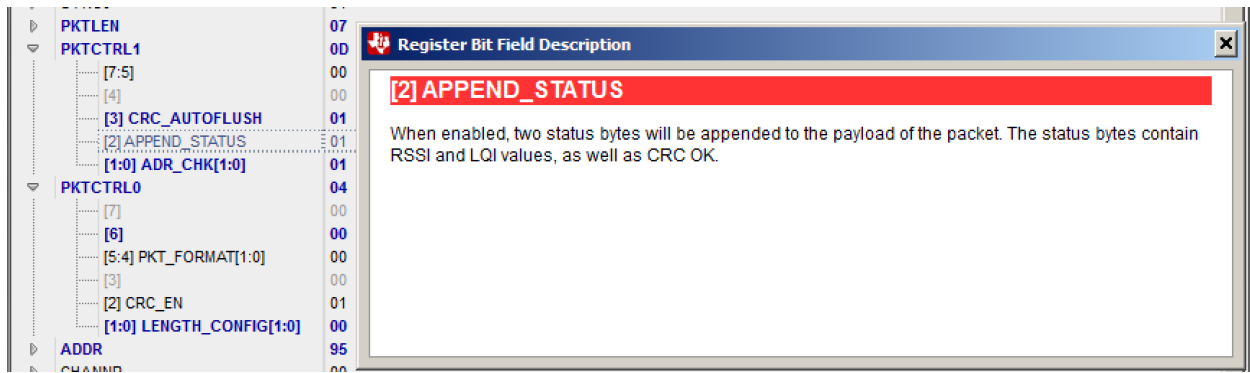 PKTLEN 07
PKTCTRL1 0D
[7:5] 00
[4] 00
[3] CRC_AUTOFLUSH 01
[2] APPEND_STATUS 01
[1:0] ADR_CHK[1:0] 01
PKTCTRL0 04
[7] 00
[6] 00
[5:4] PKT_FORMAT[1:0] 00
[3] 00
[2] CRC_EN 01
[1:0] LENGTH_CONFIG[1:0] 00
ADDR 95
CHANNR 00
Register Bit Field Description
[2] APPEND_STATUS
When enabled, two status bytes will be appended to the payload of the packet. The status bytes contain
RSSI and LQI values, as well as CRC OK.